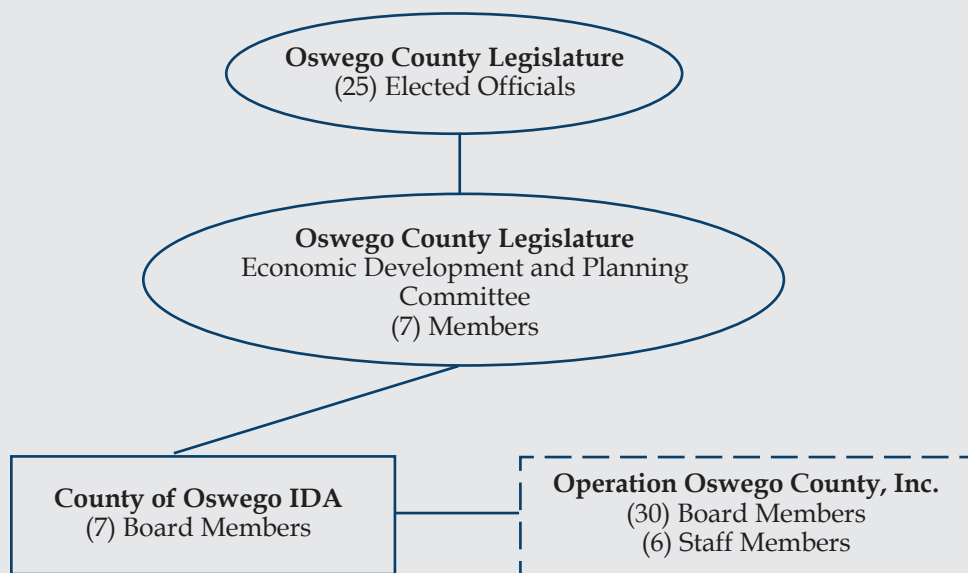 Oswego County Legislature
(25) Elected Officials
Oswego County Legislature
Economic Development and Planning
Committee
(7) Members
County of Oswego IDA
(7) Board Members
Operation Oswego County, Inc.
(30) Board Members
(6) Staff Members